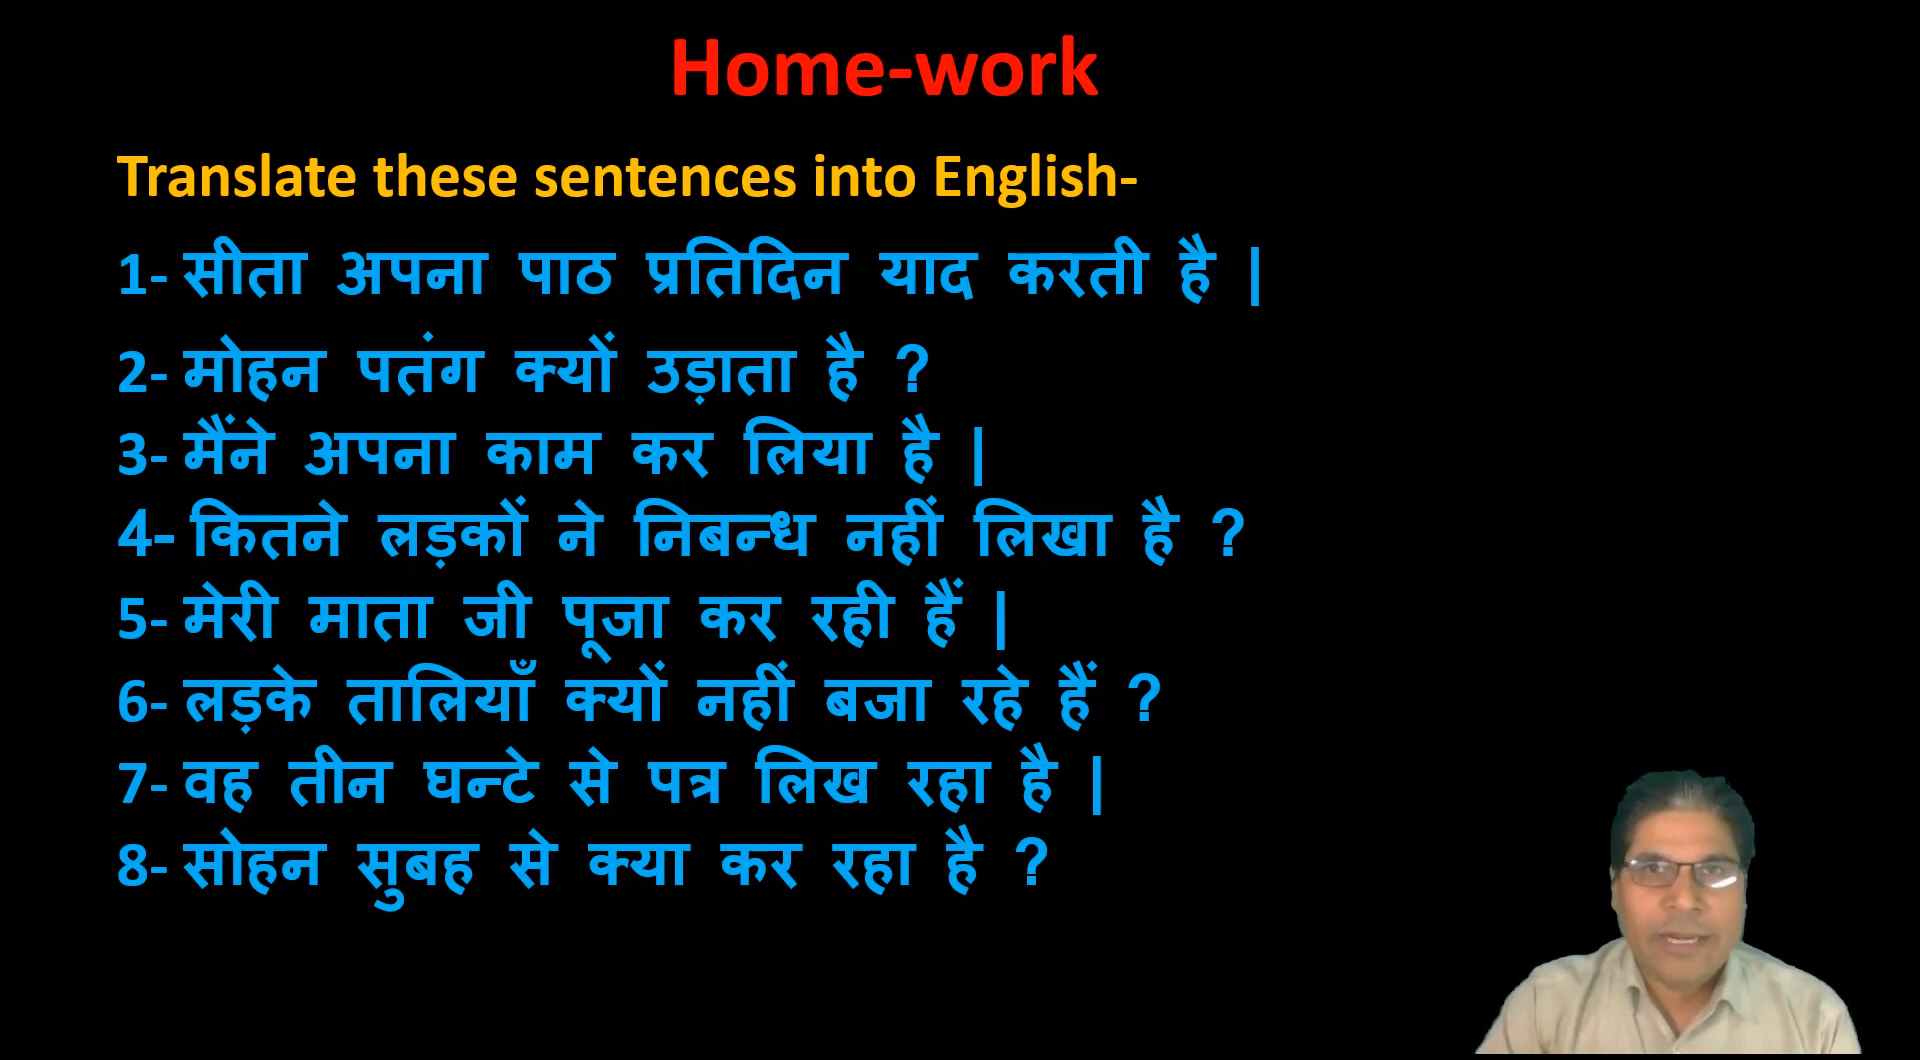 Home-work
Translate these sentences into English-
1- सीता अपना पाठ प्रतिदिन याद करती है |
2- मोहन पतंग क्यों उड़ाता है ?
3- मैंने अपना काम कर लिया है |
4- कितने लड़कों ने निबन्ध नहीं लिखा है ?
5- मेरी माता जी पूजा कर रही हैं |
6- लड़के तालियाँ क्यों नहीं बजा रहे हैं ?
7- वह तीन घन्टे से पत्र लिख रहा है |
8- सोहन सुबह से क्या कर रहा है ?